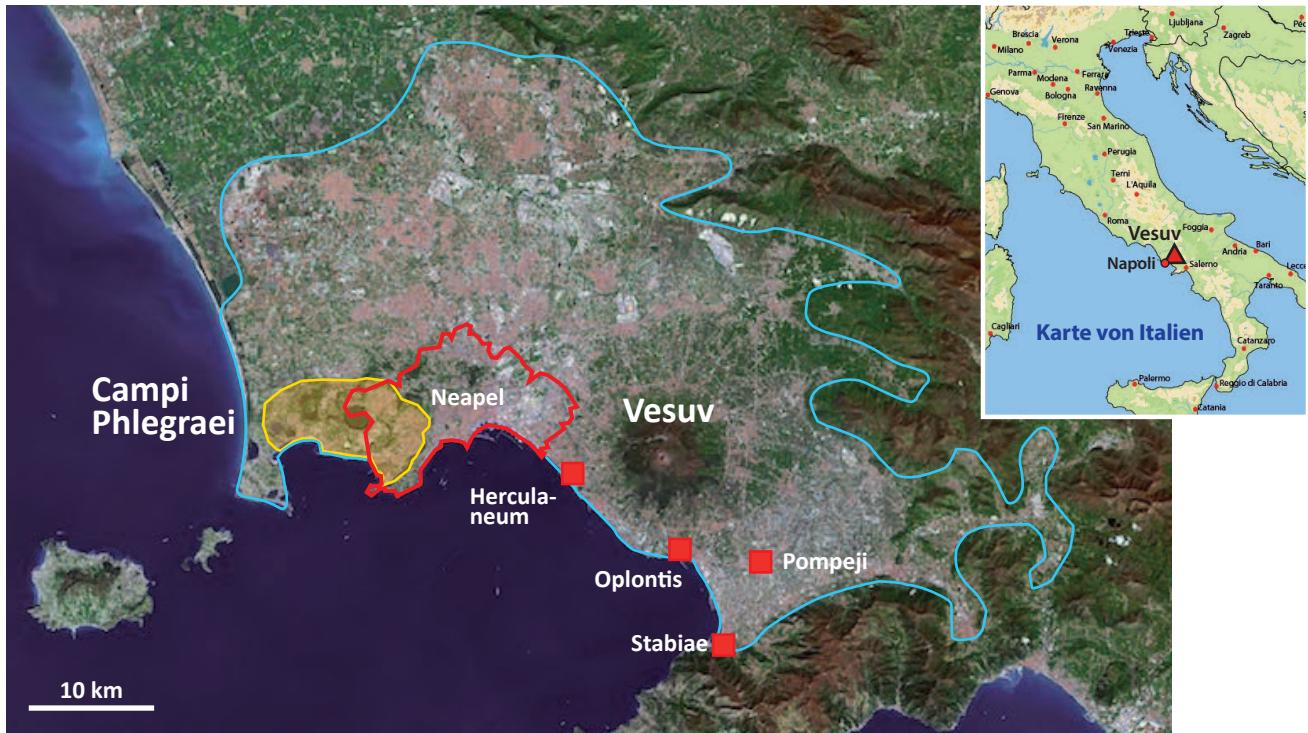 Campi
Phlegraei
Neapel
Vesuv
Hercula-
neum
Oplontis
Pompeji
Stabiae
10 km
Ljubljana
Zagreb
Trieste
Brescia
Verona
Venezia
Milano
Parma
Modena
Ferrara
Genova
Bologna
Ravenna
Firenze
San Marino
Perugia
Terni
L'Aquila
Roma
Vesuv
Foggia
Napoli
Salerno
Andria
Bari
Lecce
Taranto
Karte von Italien
Cagliari
Catanzaro
Palermo
Reggio di Calabria
Catania